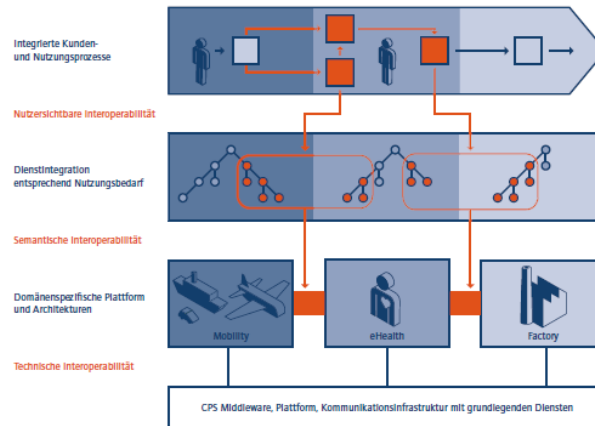 Integrierte Kunden-
und Nutzungsprozesse
Nutzersichtbare Interoperabilität
Dienstintegration
entsprechend Nutzungsbedarf
Semantische Interoperabilität
Domänenspezifische Plattform
und Architekturen
Mobility
eHealth
Factory
Technische Interoperabilität
CPS Middleware, Plattform, Kommunikationsinfrastruktur mit grundlegenden Diensten